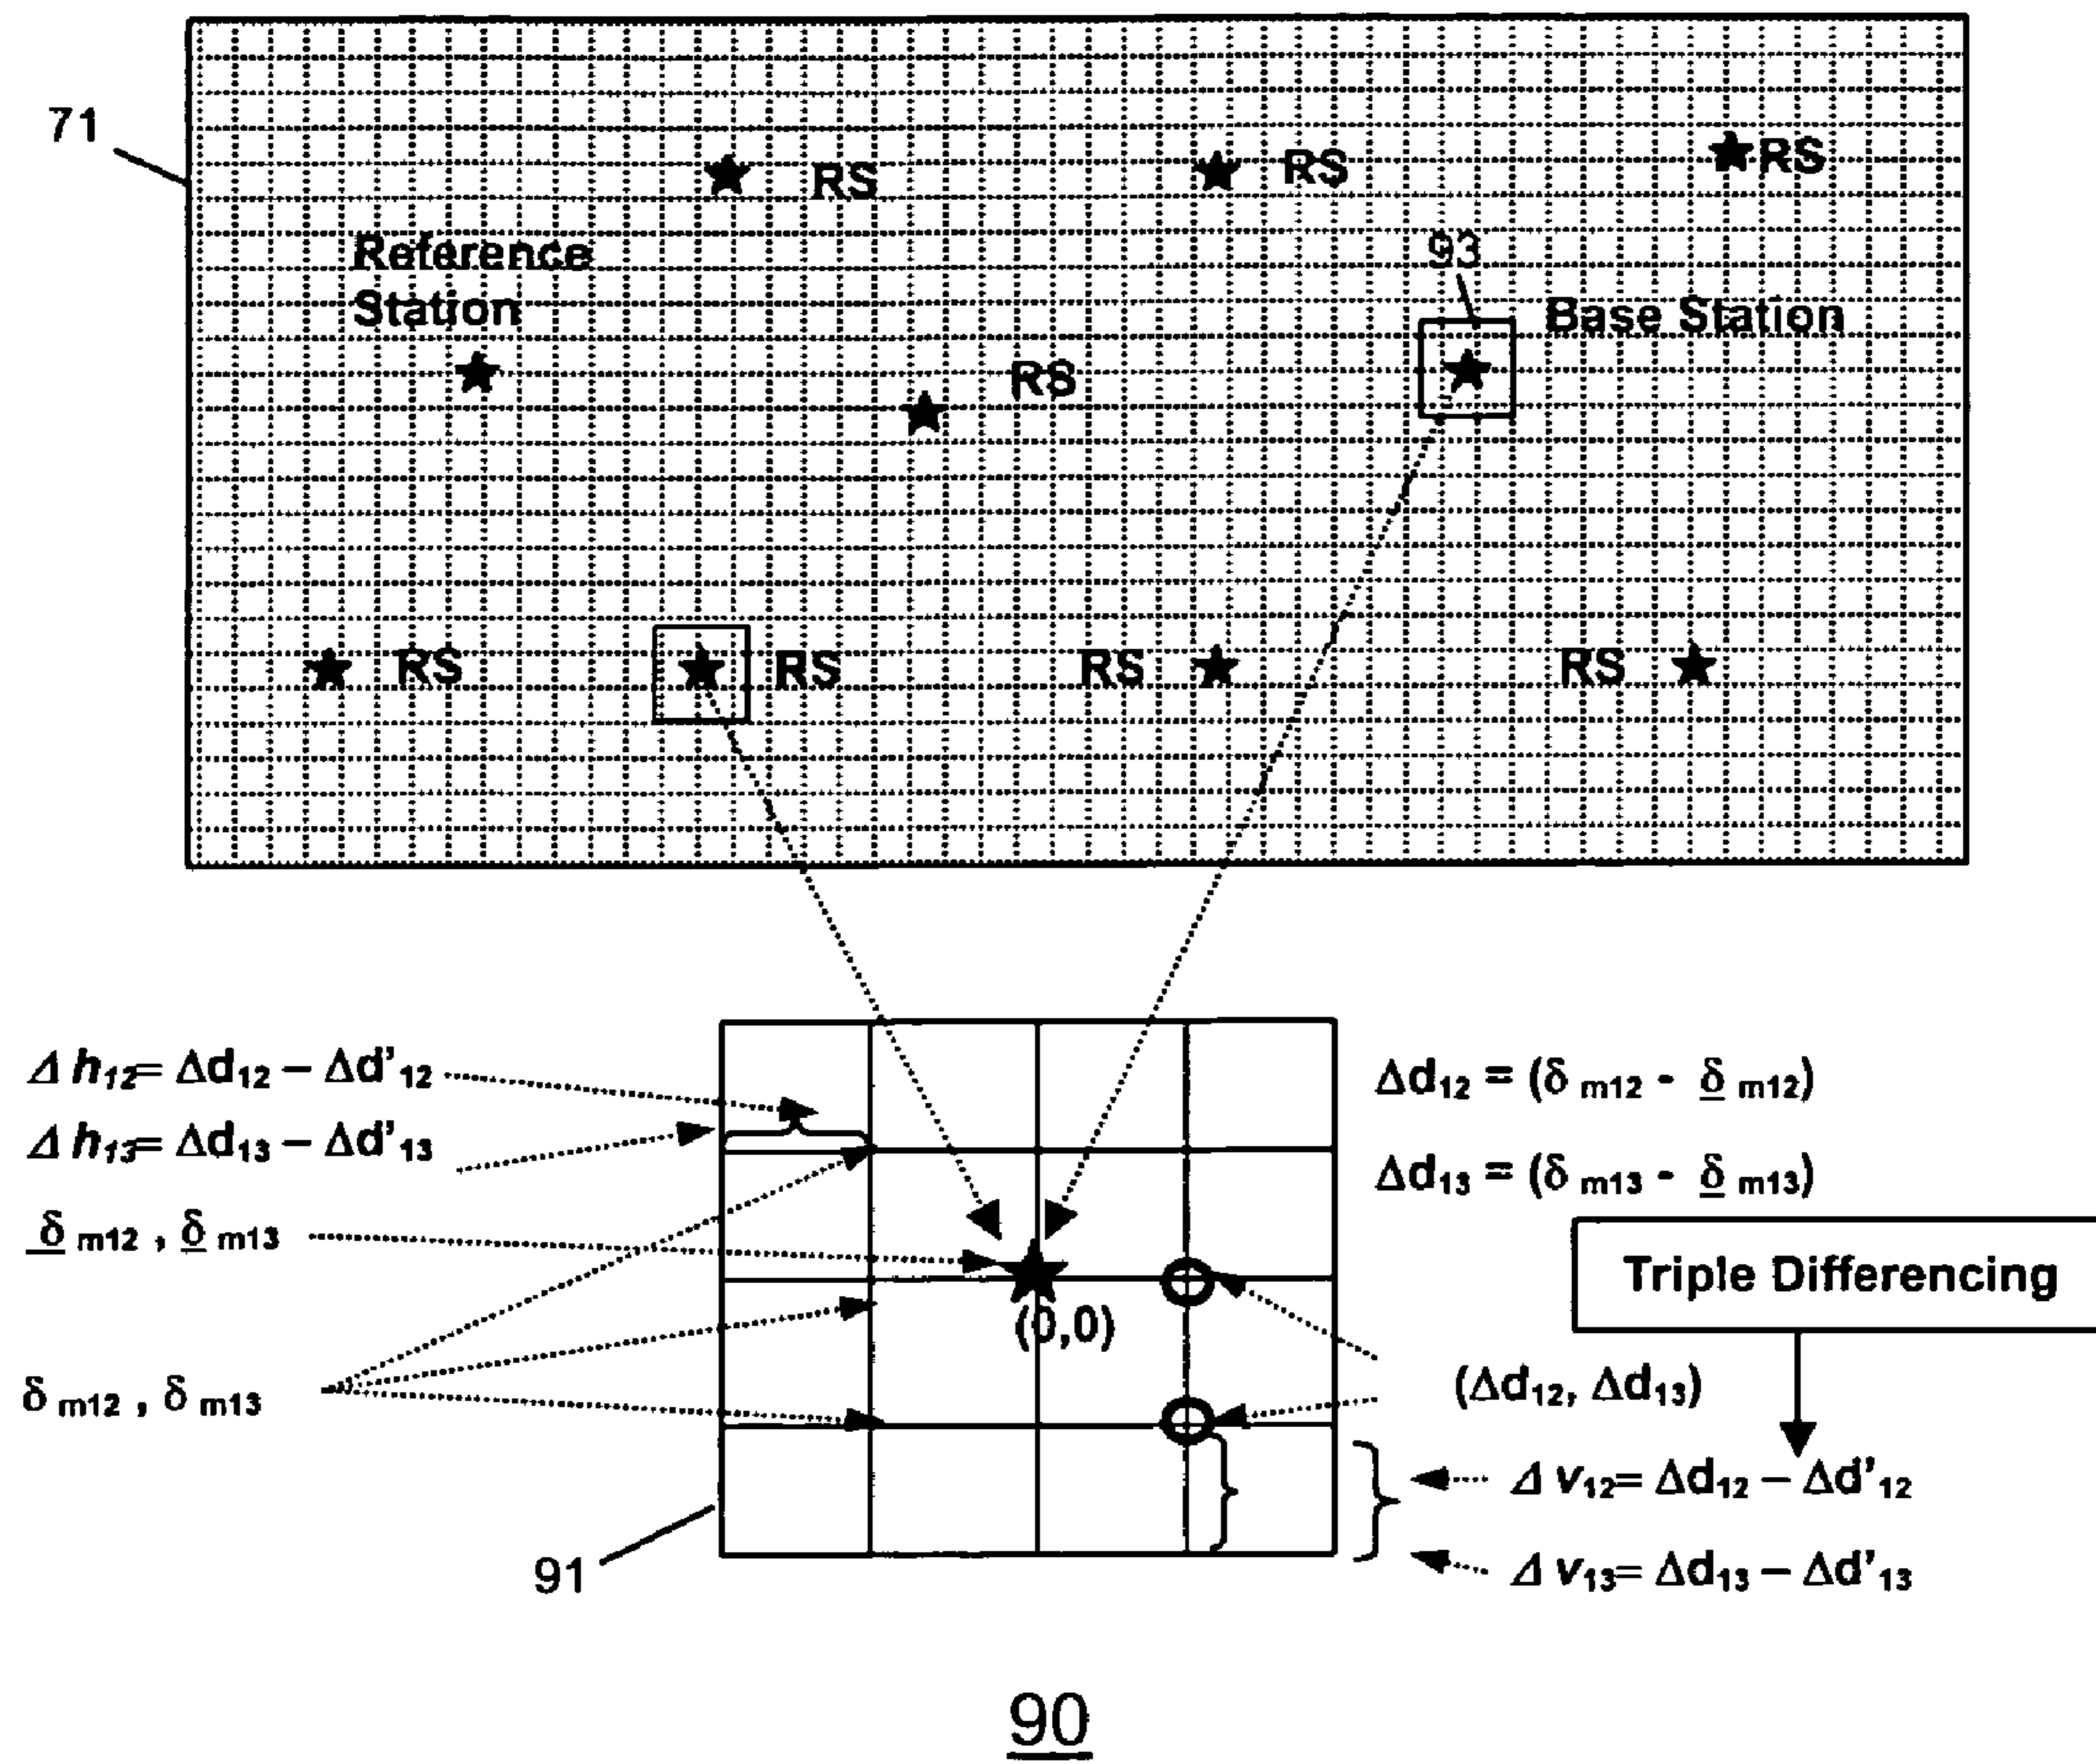 71
RS
RS
RS
Reference
Station
93
Base Station
RS
RS
RS
RS
RS
Δ h₁₂= Δd₁₂ – Δd'₁₂
Δ h₁₃= Δd₁₃ – Δd'₁₃
δ̲ m12 , δ̲ m13
δ m12 , δ m13
(0,0)
91
Δd₁₂ = (δ m12 - δ̲ m12)
Δd₁₃ = (δ m13 - δ̲ m13)
Triple Differencing
(Δd₁₂, Δd₁₃)
Δ v₁₂= Δd₁₂ – Δd'₁₂
Δ v₁₃= Δd₁₃ – Δd'₁₃
90